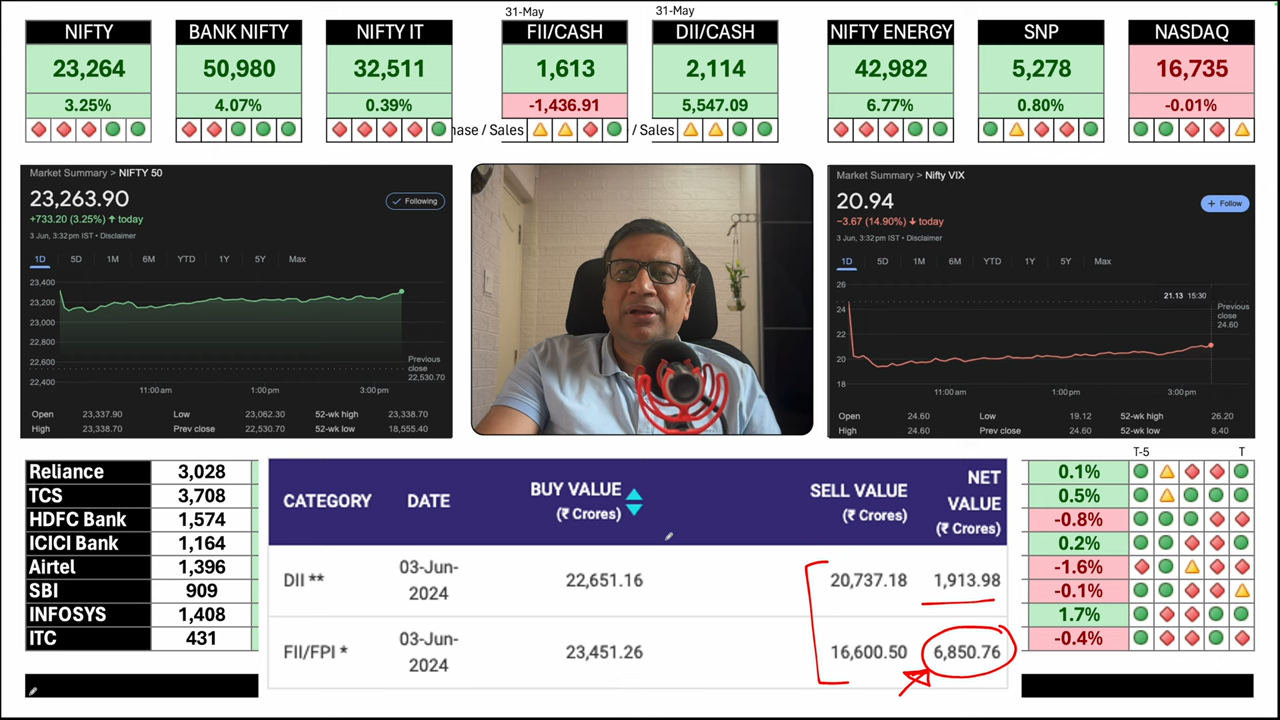 31-May
31-May
NIFTY
BANK NIFTY
NIFTY IT
FII/CASH
DII/CASH
NIFTY ENERGY
SNP
NASDAQ
23,264
50,980
32,511
1,613
2,114
42,982
5,278
16,735
3.25%
4.07%
0.39%
-1,436.91
5,547.09
6.77%
0.80%
-0.01%
hase / Sales
/ Sales
Market Summary > NIFTY 50
23,263.90
Following
+733.20 (3.25%) ↑ today
3 Jun, 3:32 pm IST • Disclaimer
1D 5D 1M 6M YTD 1Y 5Y Max
23,400
23,200
23,000
22,800
22,600
22,400
Previous
close
22,530.70
11:00 am 1:00 pm 3:00 pm
Open 23,337.90 Low 23,062.30 52-wk high 23,338.70
High 23,338.70 Prev close 22,530.70 52-wk low 18,555.40
Market Summary > Nifty VIX
20.94
+ Follow
−3.67 (14.90%) ↓ today
3 Jun, 3:32 pm IST • Disclaimer
1D 5D 1M 6M YTD 1Y 5Y Max
26
24
22
20
18
21.13 15:30
Previous
close
24.60
11:00 am 1:00 pm 3:00 pm
Open 24.60 Low 19.12 52-wk high 26.20
High 24.60 Prev close 24.60 52-wk low 8.40
Reliance 3,028
TCS 3,708
HDFC Bank 1,574
ICICI Bank 1,164
Airtel 1,396
SBI 909
INFOSYS 1,408
ITC 431
CATEGORY
DATE
BUY VALUE
(₹ Crores)
SELL VALUE
(₹ Crores)
NET
VALUE
(₹ Crores)
DII **
03-Jun-
2024
22,651.16
20,737.18
1,913.98
FII/FPI *
03-Jun-
2024
23,451.26
16,600.50
6,850.76
T-5 T
0.1%
0.5%
-0.8%
0.2%
-1.6%
-0.1%
1.7%
-0.4%